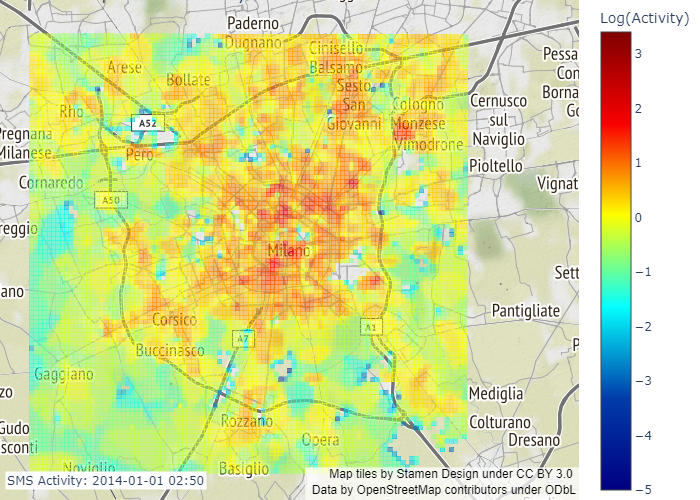 Log(Activity)
3
2
1
0
−1
−2
−3
−4
−5
Paderno
Dugnano
Cinisello
Balsamo
Arese
Bollate
Sesto
San
Giovanni
Rho
Cologno
Monzese
Vimodrone
Cernusco
sul
Naviglio
Pessa
Con
Borna
Go
Pregnana
Milanese
A52
Pero
Pioltello
Cornaredo
Vignat
A50
reggio
Milano
Sett
ano
Pantigliate
Corsico
A7
A1
P
Buccinasco
Gaggiano
zo
Mediglia
Rozzano
Colturano
Gudo
sconti
Opera
Dresano
Noviglio
Basiglio
SMS Activity: 2014-01-01 02:50
Map tiles by Stamen Design under CC BY 3.0
Data by OpenStreetMap contributors under ODbL